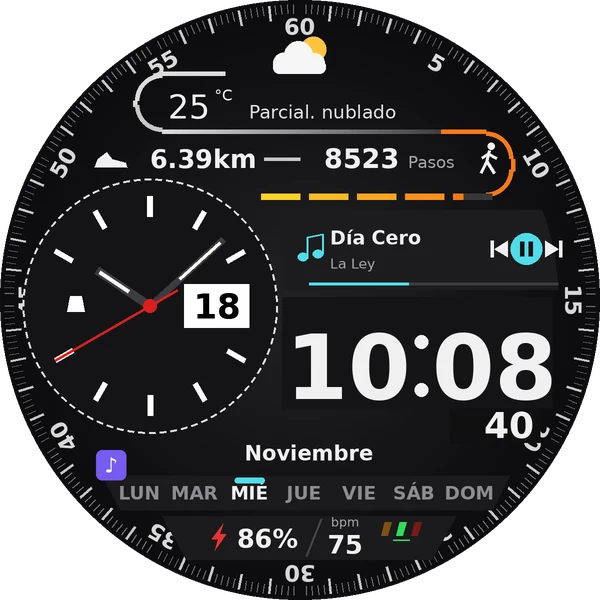 60
55
5
25 °C
Parcial. nublado
50
6.39km
8523 Pasos
10
Día Cero
La Ley
18
15
10:08
40
40
Noviembre
LUN MAR MIÉ JUE VIE SÁB DOM
35
86%
bpm
75
30